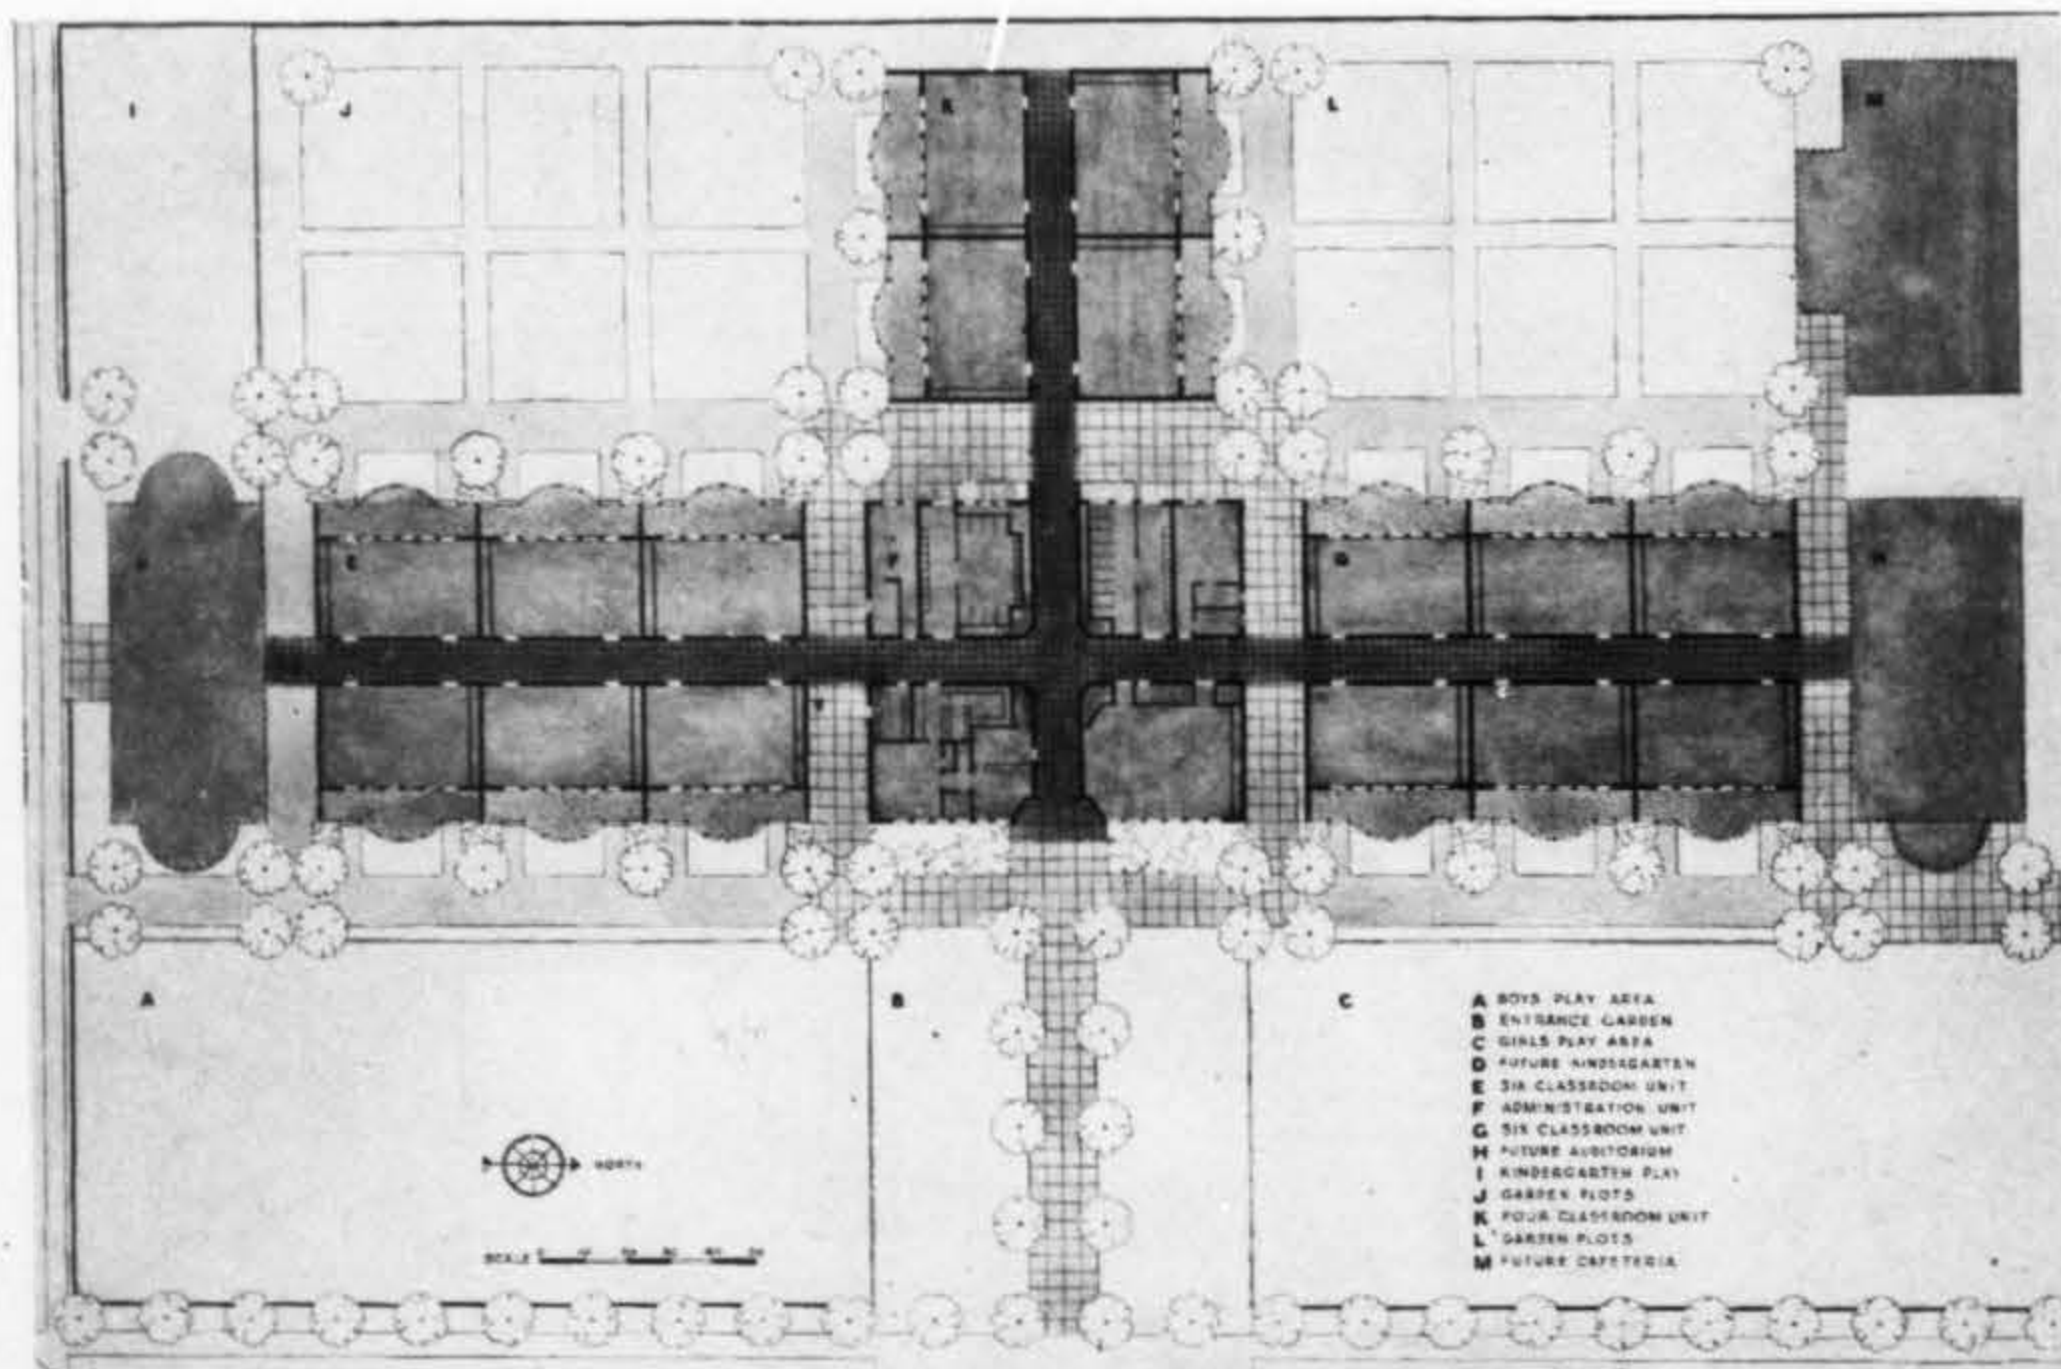 I
J
K
L
M
E
F
G
H
A
B
C
A BOYS PLAY AREA
B ENTRANCE GARDEN
C GIRLS PLAY AREA
D FUTURE KINDERGARTEN
E SIX CLASSROOM UNIT
F ADMINISTRATION UNIT
G SIX CLASSROOM UNIT
H FUTURE AUDITORIUM
I KINDERGARTEN PLAY
J GARDEN PLOTS
K FOUR CLASSROOM UNIT
L GARDEN PLOTS
M FUTURE CAFETERIA
NORTH
SCALE